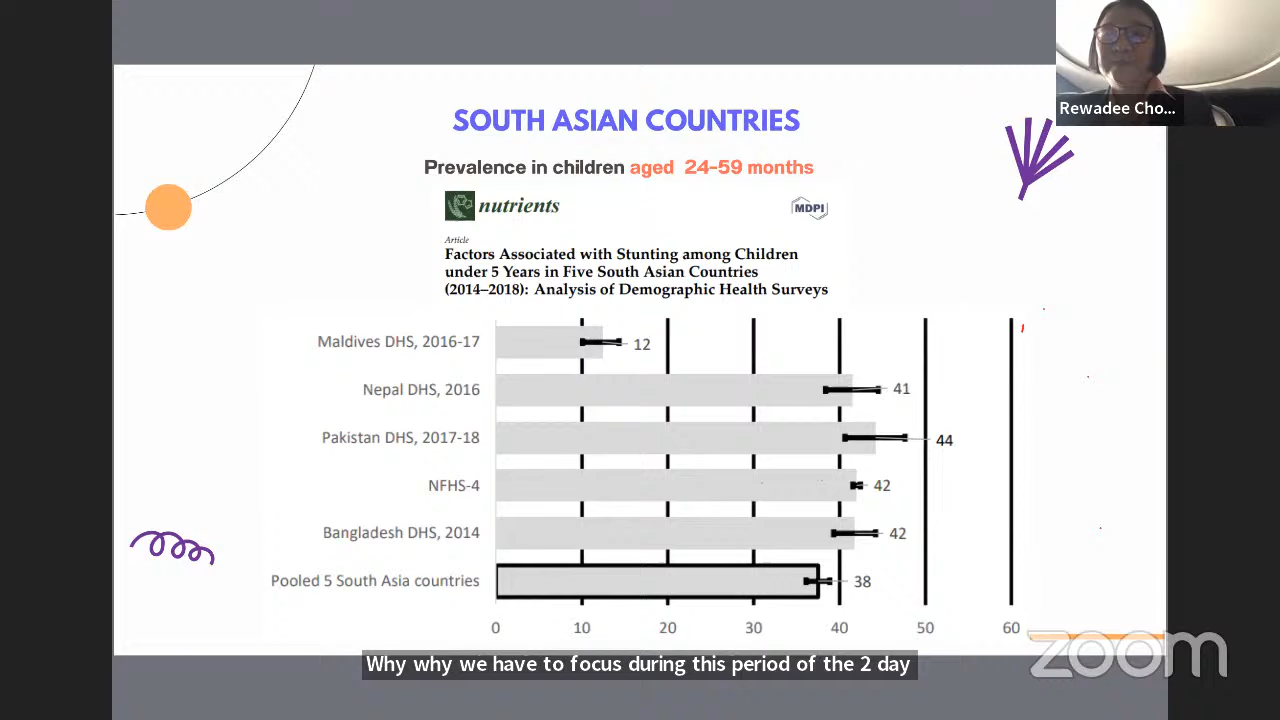 Rewadee Cho...
SOUTH ASIAN COUNTRIES
Prevalence in children aged 24-59 months
nutrients
MDPI
Article
Factors Associated with Stunting among Children
under 5 Years in Five South Asian Countries
(2014–2018): Analysis of Demographic Health Surveys
Maldives DHS, 2016-17 12
Nepal DHS, 2016 41
Pakistan DHS, 2017-18 44
NFHS-4 42
Bangladesh DHS, 2014 42
Pooled 5 South Asia countries 38
0 10 20 30 40 50 60
zoom
Why why we have to focus during this period of the 2 day